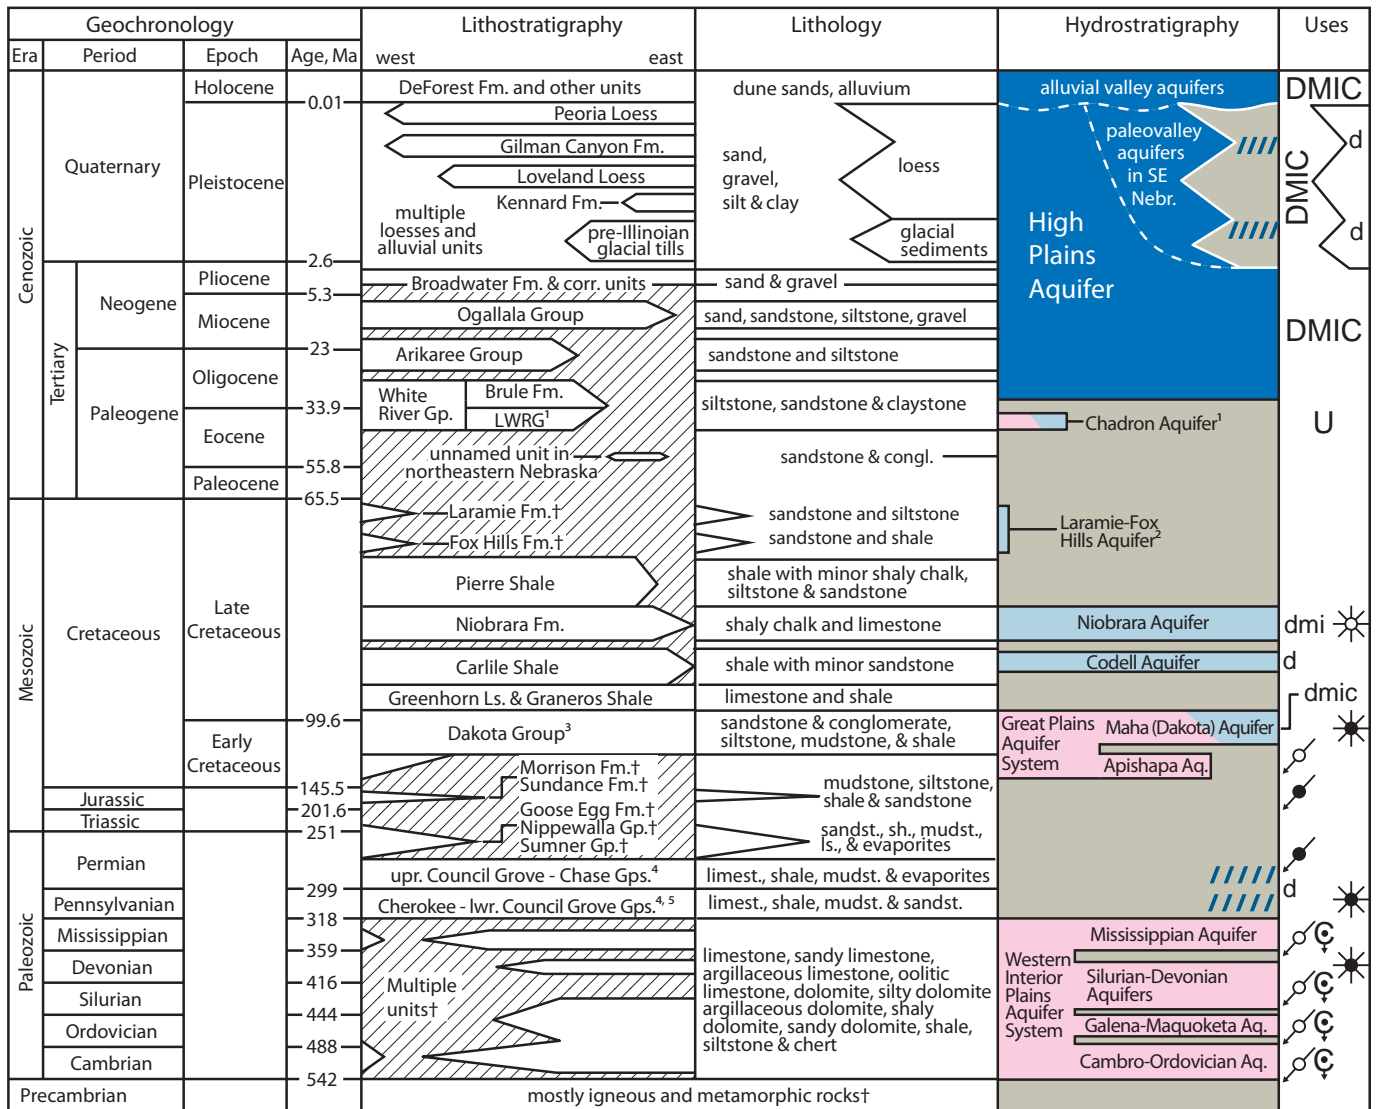 Geochronology
Lithostratigraphy
Lithology
Hydrostratigraphy
Uses
Era
Period
Epoch
Age, Ma
west
east
Cenozoic
Quaternary
Holocene
0.01
Pleistocene
2.6
Tertiary
Neogene
Pliocene
5.3
Miocene
23
Paleogene
Oligocene
33.9
Eocene
55.8
Paleocene
65.5
Mesozoic
Cretaceous
Late
Cretaceous
99.6
Early
Cretaceous
145.5
Jurassic
201.6
Triassic
251
Paleozoic
Permian
299
Pennsylvanian
318
Mississippian
359
Devonian
416
Silurian
444
Ordovician
488
Cambrian
542
Precambrian
DeForest Fm. and other units
Peoria Loess
Gilman Canyon Fm.
Loveland Loess
Kennard Fm.
multiple
loesses and
alluvial units
pre-Illinoian
glacial tills
Broadwater Fm. & corr. units
Ogallala Group
Arikaree Group
White
River Gp.
Brule Fm.
LWRG¹
unnamed unit in
northeastern Nebraska
Laramie Fm.†
Fox Hills Fm.†
Pierre Shale
Niobrara Fm.
Carlile Shale
Greenhorn Ls. & Graneros Shale
Dakota Group³
Morrison Fm.†
Sundance Fm.†
Goose Egg Fm.†
Nippewalla Gp.†
Sumner Gp.†
upr. Council Grove - Chase Gps.⁴
Cherokee - lwr. Council Grove Gps.⁴,⁵
Multiple
units†
mostly igneous and metamorphic rocks†
dune sands, alluvium
sand,
gravel,
silt & clay
loess
glacial
sediments
sand & gravel
sand, sandstone, siltstone, gravel
sandstone and siltstone
siltstone, sandstone & claystone
sandstone & congl.
sandstone and siltstone
sandstone and shale
shale with minor shaly chalk,
siltstone & sandstone
shaly chalk and limestone
shale with minor sandstone
limestone and shale
sandstone & conglomerate,
siltstone, mudstone, & shale
mudstone, siltstone,
shale & sandstone
sandst., sh., mudst.,
ls., & evaporites
limest., shale, mudst. & evaporites
limest., shale, mudst. & sandst.
limestone, sandy limestone,
argillaceous limestone, oolitic
limestone, dolomite, silty dolomite
argillaceous dolomite, shaly
dolomite, sandy dolomite, shale,
siltstone & chert
alluvial valley aquifers
paleovalley
aquifers
in SE
Nebr.
High
Plains
Aquifer
Chadron Aquifer¹
Laramie-Fox
Hills Aquifer²
Niobrara Aquifer
Codell Aquifer
Great Plains
Aquifer
System
Maha (Dakota) Aquifer
Apishapa Aq.
Western
Interior
Plains
Aquifer
System
Mississippian Aquifer
Silurian-Devonian
Aquifers
Galena-Maquoketa Aq.
Cambro-Ordovician Aq.
DMIC
DMIC
d
d
DMIC
U
dmi
d
dmic
d